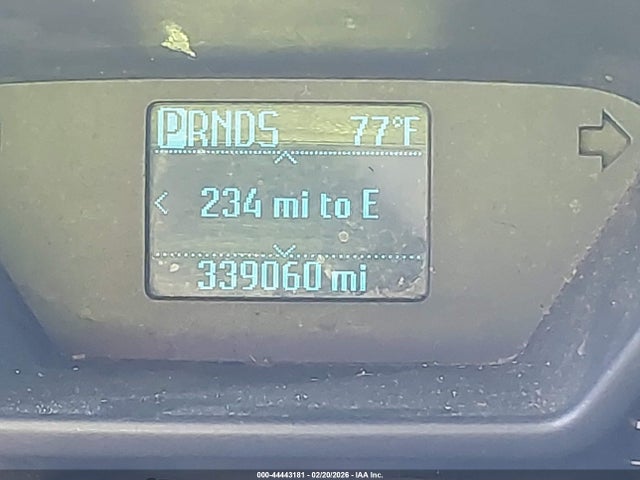 PRNDS 77°F
234 mi to E
339060 mi
000-44443181 - 02/20/2026 - IAA Inc.